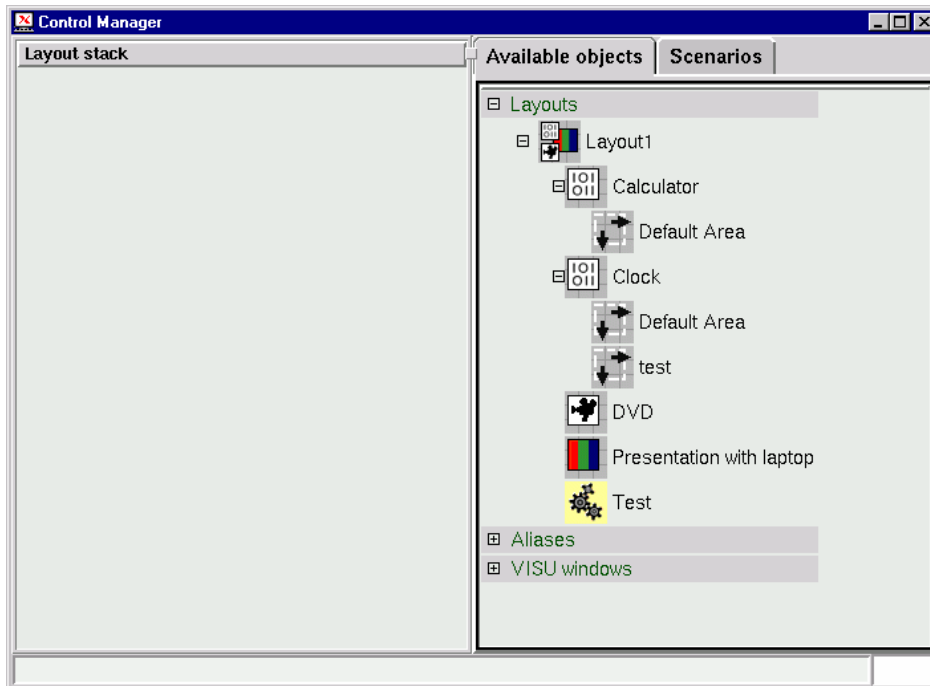 Control Manager
Layout stack
Available objects
Scenarios
Layouts
Layout1
Calculator
Default Area
Clock
Default Area
test
DVD
Presentation with laptop
Test
Aliases
VISU windows